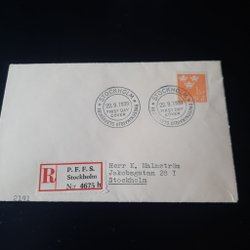 STOCKHOLM
20.9.1939
FIRST DAY
COVER
STOCKHOLM
20.9.1939
FIRST DAY
COVER
R
P. F. F. S.
Stockholm
Nr 4675 b
Herr K. Malmström
Jakobsgatan 28 I
Stockholm
2191